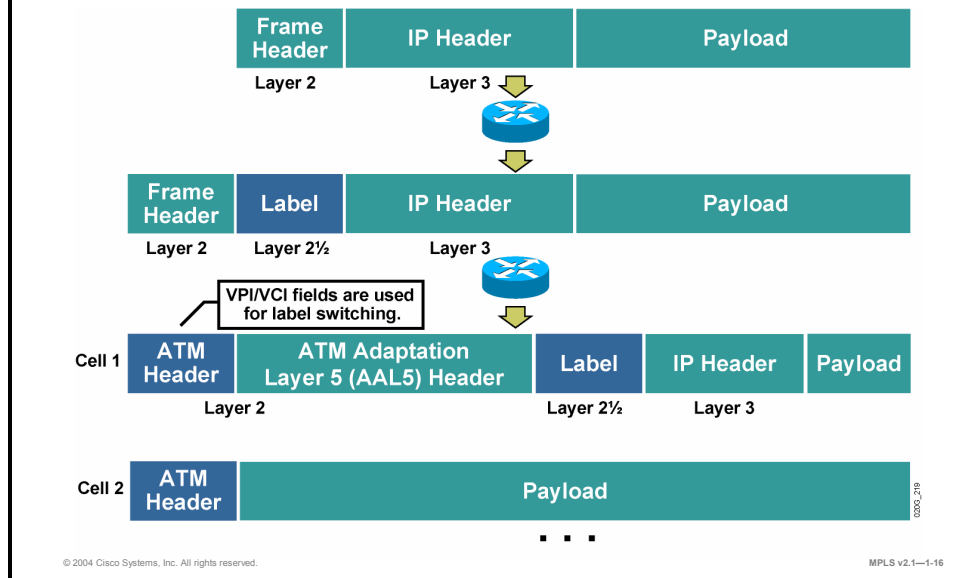 Frame
Header
IP Header
Payload
Layer 2
Layer 3
Frame
Header
Label
IP Header
Payload
Layer 2
Layer 2½
Layer 3
VPI/VCI fields are used
for label switching.
Cell 1
ATM
Header
ATM Adaptation
Layer 5 (AAL5) Header
Label
IP Header
Payload
Layer 2
Layer 2½
Layer 3
Cell 2
ATM
Header
Payload
020G_219
. . .
© 2004 Cisco Systems, Inc. All rights reserved.
MPLS v2.1—1-16